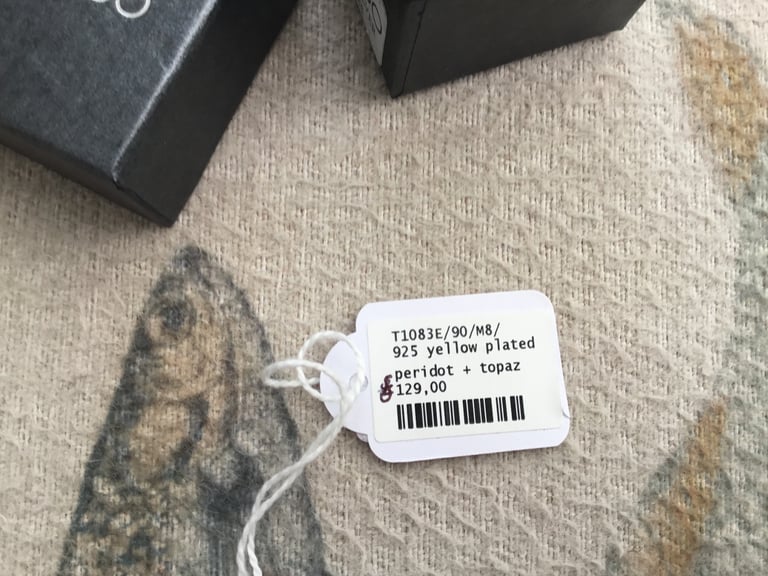 T1083E/90/M8/
925 yellow plated
peridot + topaz
129,00